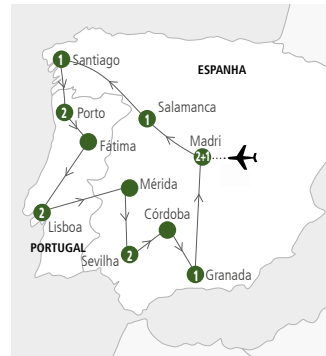 1
Santiago
ESPANHA
2
Porto
1
Salamanca
Fátima
Madri
2+1
Mérida
2
Lisboa
Córdoba
PORTUGAL
Sevilha
2
1
Granada